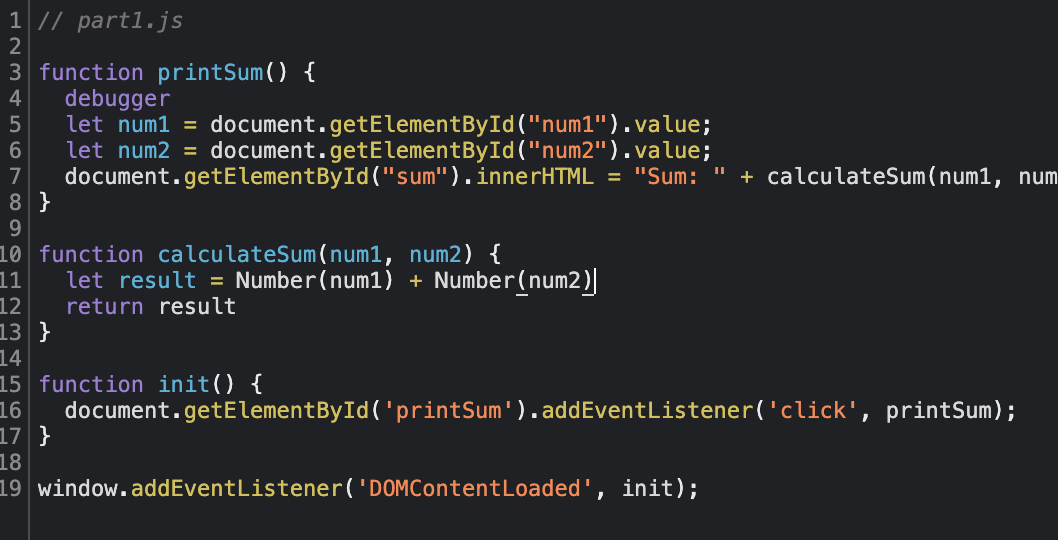 1 // part1.js
2
3 function printSum() {
4   debugger
5   let num1 = document.getElementById("num1").value;
6   let num2 = document.getElementById("num2").value;
7   document.getElementById("sum").innerHTML = "Sum: " + calculateSum(num1, num
8 }
9
10 function calculateSum(num1, num2) {
11   let result = Number(num1) + Number(num2)
12   return result
13 }
14
15 function init() {
16   document.getElementById('printSum').addEventListener('click', printSum);
17 }
18
19 window.addEventListener('DOMContentLoaded', init);